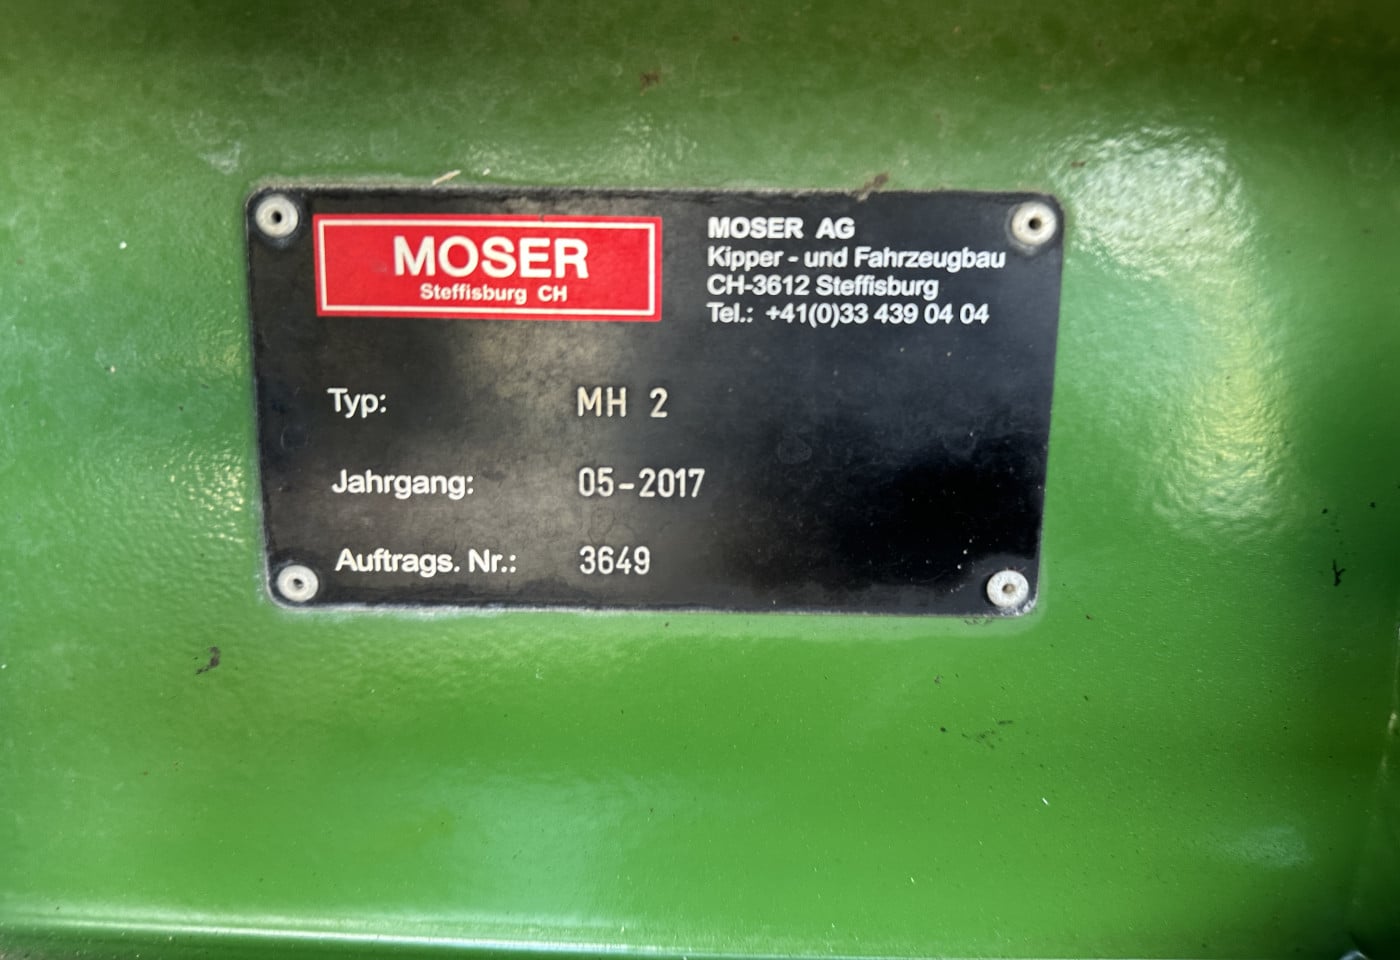 MOSER
Steffisburg CH
MOSER AG
Kipper - und Fahrzeugbau
CH-3612 Steffisburg
Tel.: +41(0)33 439 04 04
Typ: MH 2
Jahrgang: 05-2017
Auftrags. Nr.: 3649